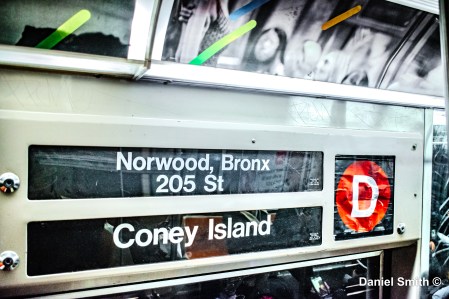 Norwood, Bronx
205 St
D
Coney Island
Daniel Smith ©